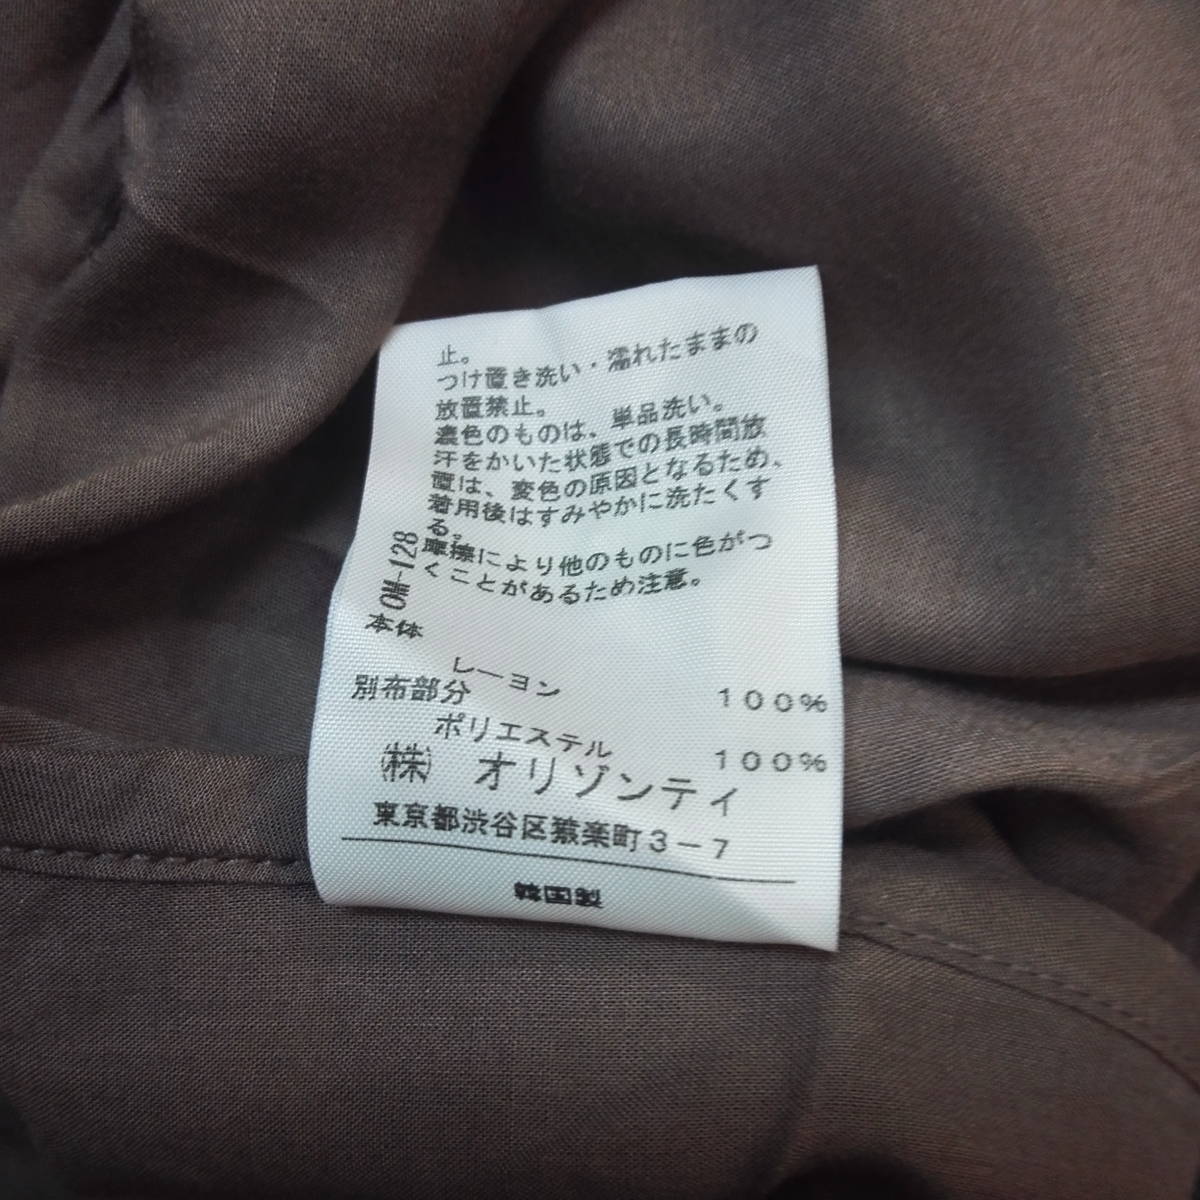 止。
つけ置き洗い・濡れたままの
放置禁止。
濃色のものは、単品洗い。
汗をかいた状態での長時間放
置は、変色の原因となるため、
着用後はすみやかに洗たくす
る。
摩擦により他のものに色がつ
くことがあるため注意。
OM-128
本体
レーヨン 100%
別布部分
ポリエステル 100%
(株) オリゾンティ
東京都渋谷区猿楽町3-7
韓国製